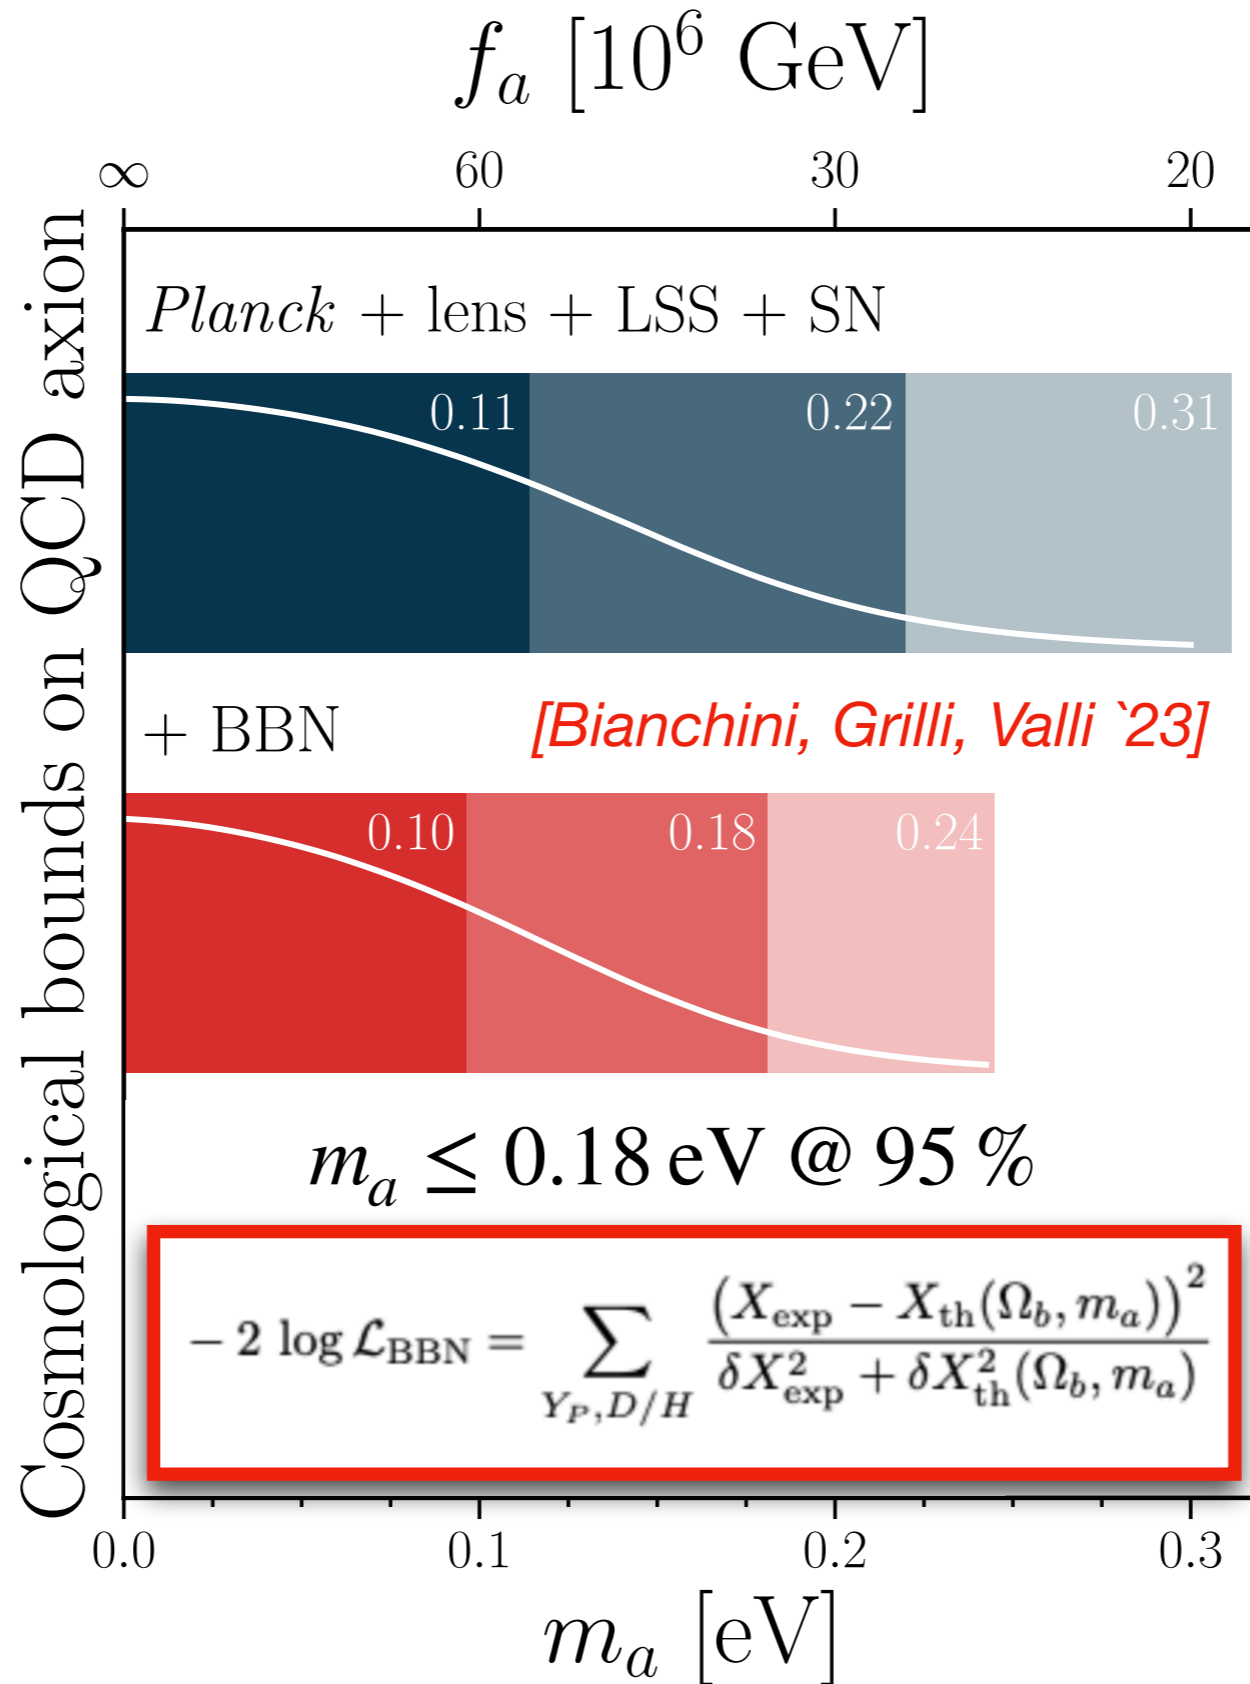 f_a [10^6 GeV]
∞ 60 30 20
Cosmological bounds on QCD axion
Planck + lens + LSS + SN
0.11 0.22 0.31
+ BBN
[Bianchini, Grilli, Valli `23]
0.10 0.18 0.24
m_a ≤ 0.18 eV @ 95 %
− 2 log ℒ_BBN = ∑_{Y_P, D/H} (X_exp − X_th(Ω_b, m_a))^2 / (δX^2_exp + δX^2_th(Ω_b, m_a))
0.0 0.1 0.2 0.3
m_a [eV]